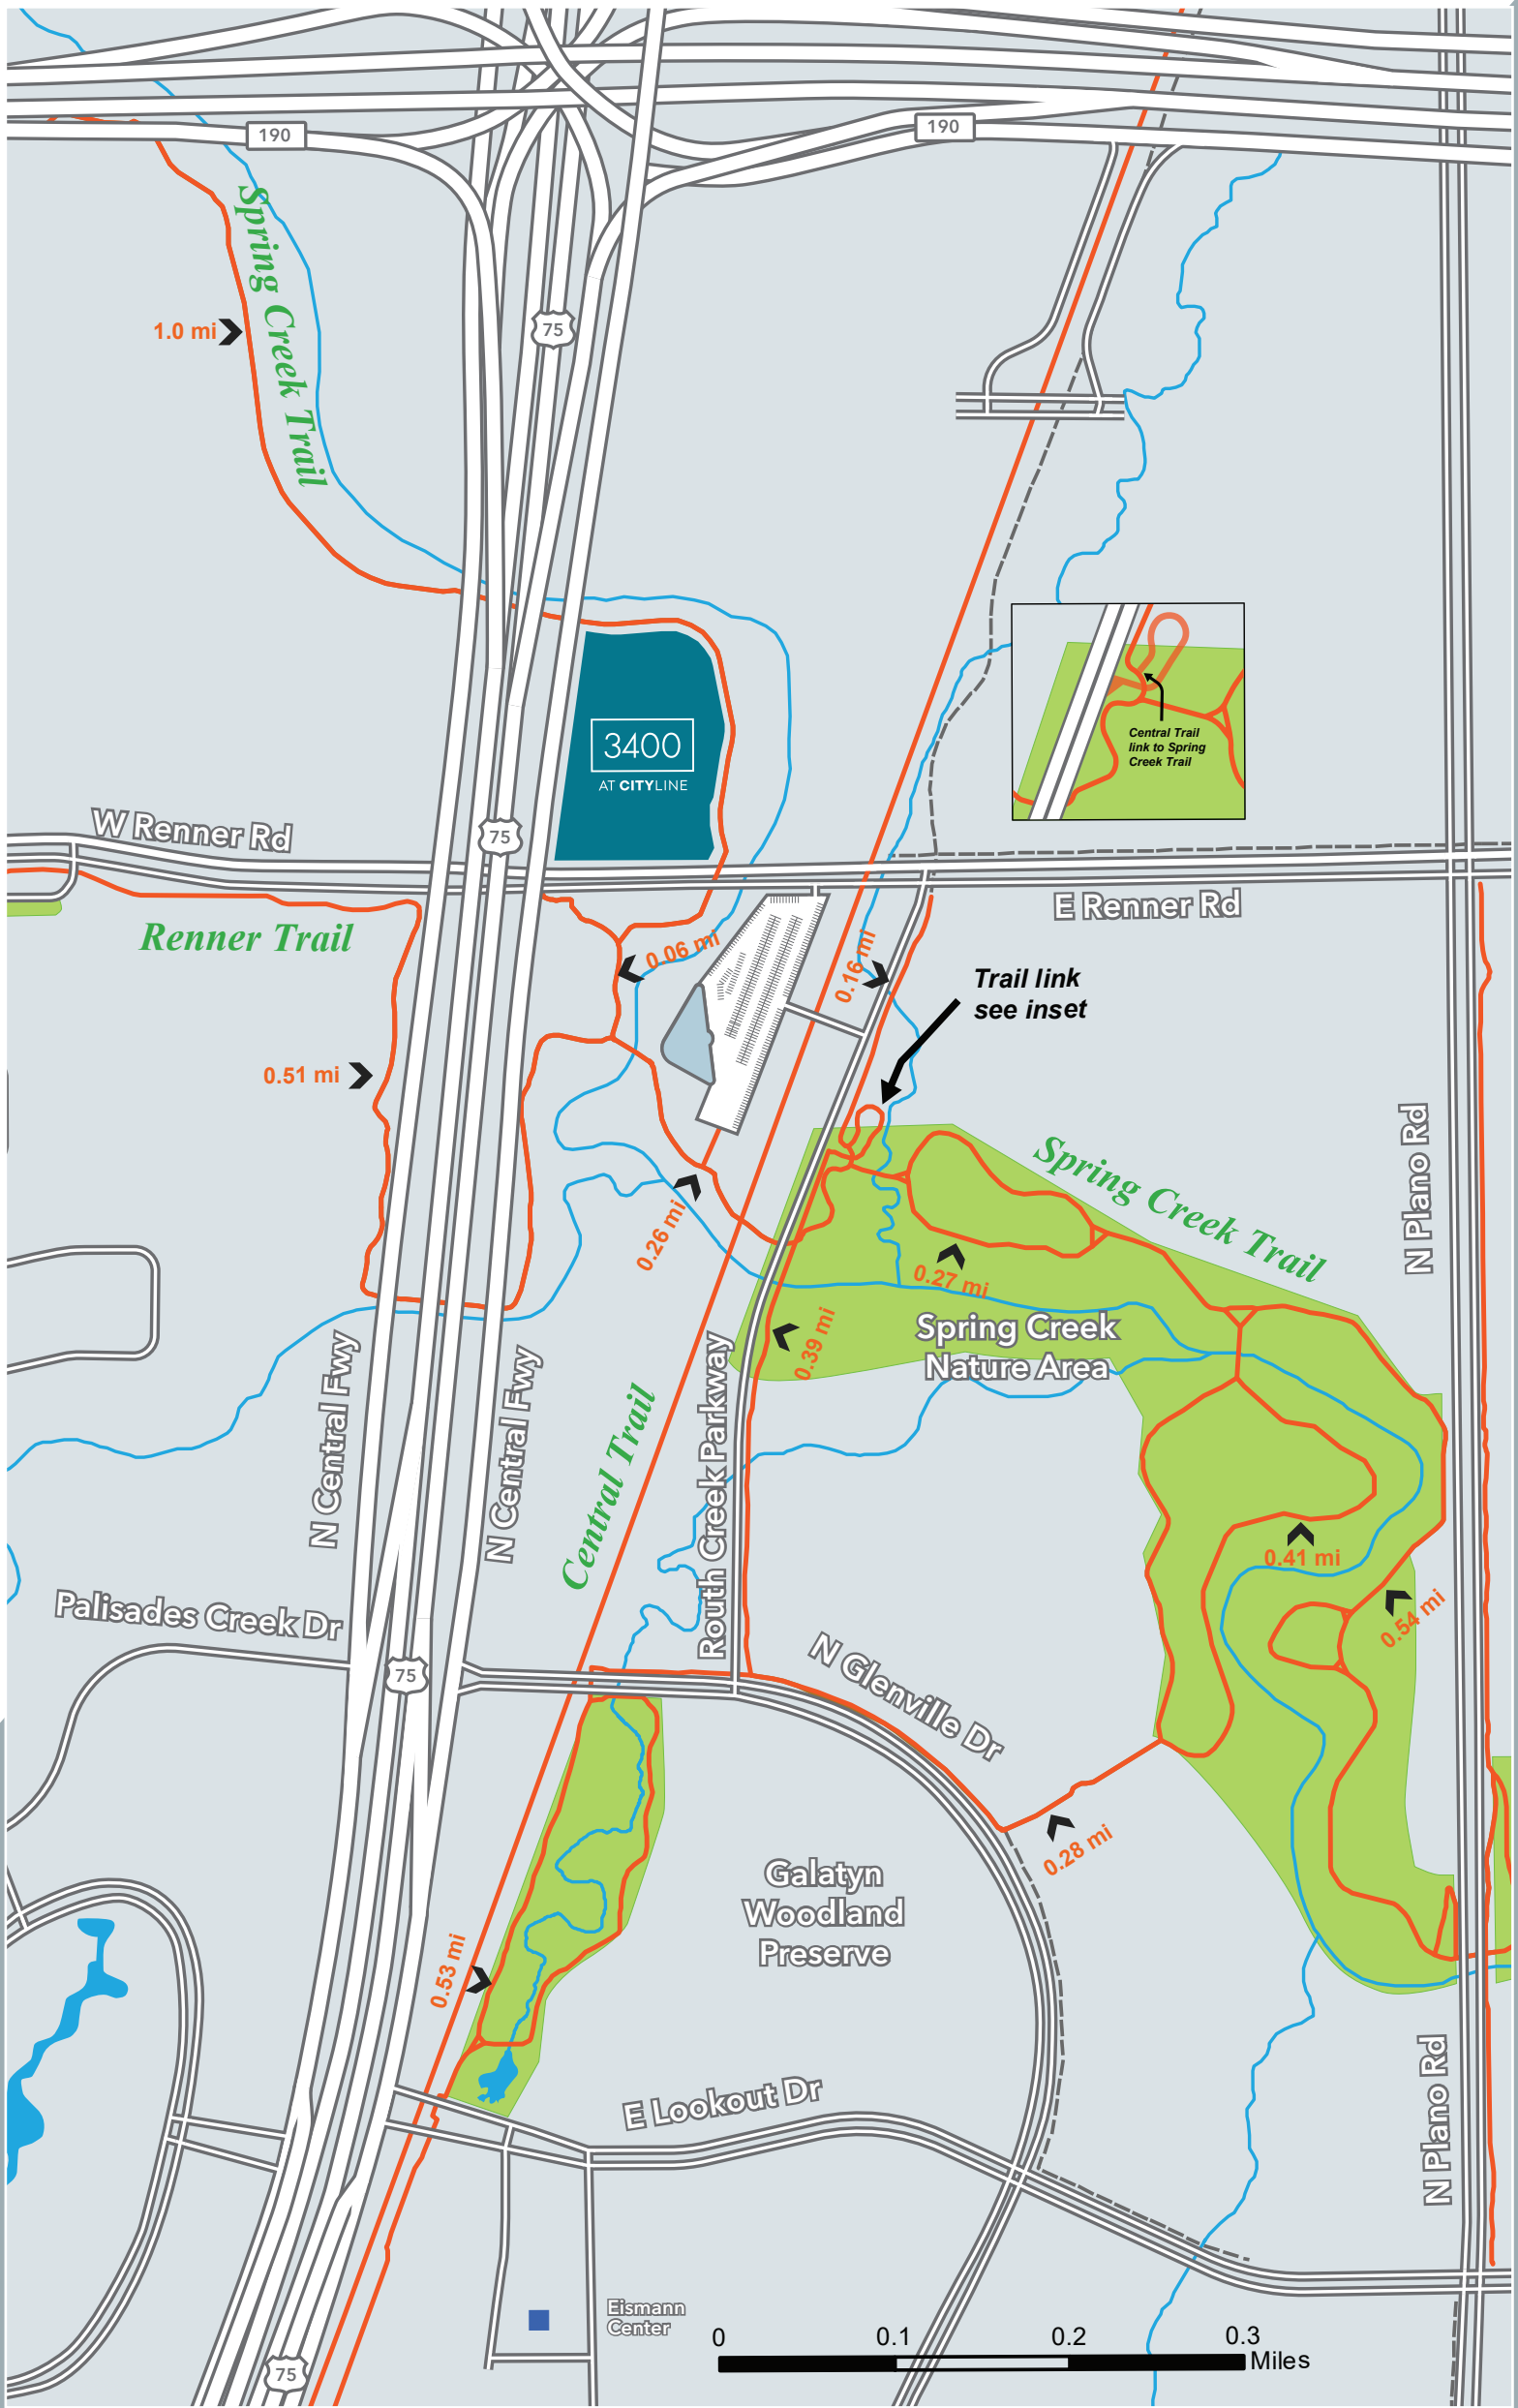 190
190
Spring Creek Trail
1.0 mi
75
3400
AT CITYLINE
Central Trail
link to Spring
Creek Trail
75
W Renner Rd
E Renner Rd
Renner Trail
0.06 mi
0.16 mi
Trail link
see inset
0.51 mi
N Plano Rd
Spring Creek Trail
0.26 mi
0.27 mi
Spring Creek
Nature Area
0.39 mi
N Central Fwy
N Central Fwy
Central Trail
Routh Creek Parkway
0.41 mi
0.54 mi
Palisades Creek Dr
75
N Glenville Dr
0.28 mi
Galatyn
Woodland
Preserve
0.53 mi
E Lookout Dr
N Plano Rd
Eismann
Center
75
0 0.1 0.2 0.3
Miles